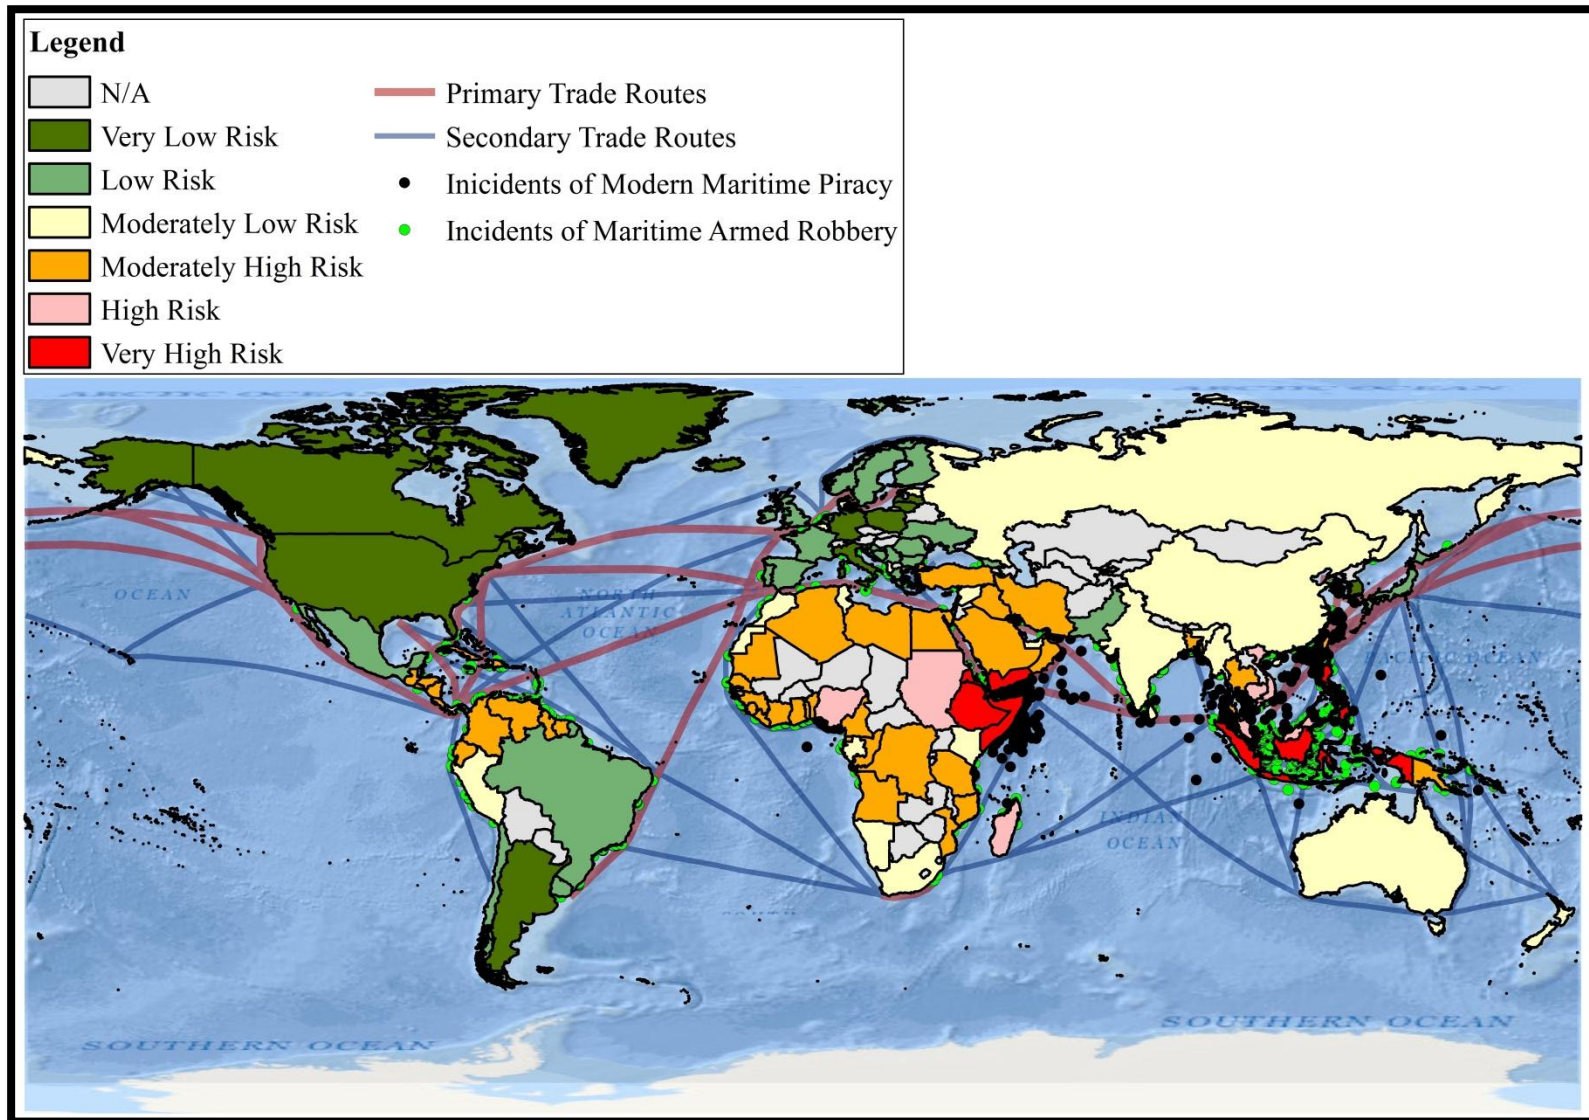 Legend
N/A
Very Low Risk
Low Risk
Moderately Low Risk
Moderately High Risk
High Risk
Very High Risk
Primary Trade Routes
Secondary Trade Routes
Inicidents of Modern Maritime Piracy
Incidents of Maritime Armed Robbery
OCEAN
NORTH
ATLANTIC
OCEAN
PACIFIC OCEAN
INDIAN
OCEAN
SOUTHERN OCEAN
SOUTHERN OCEAN